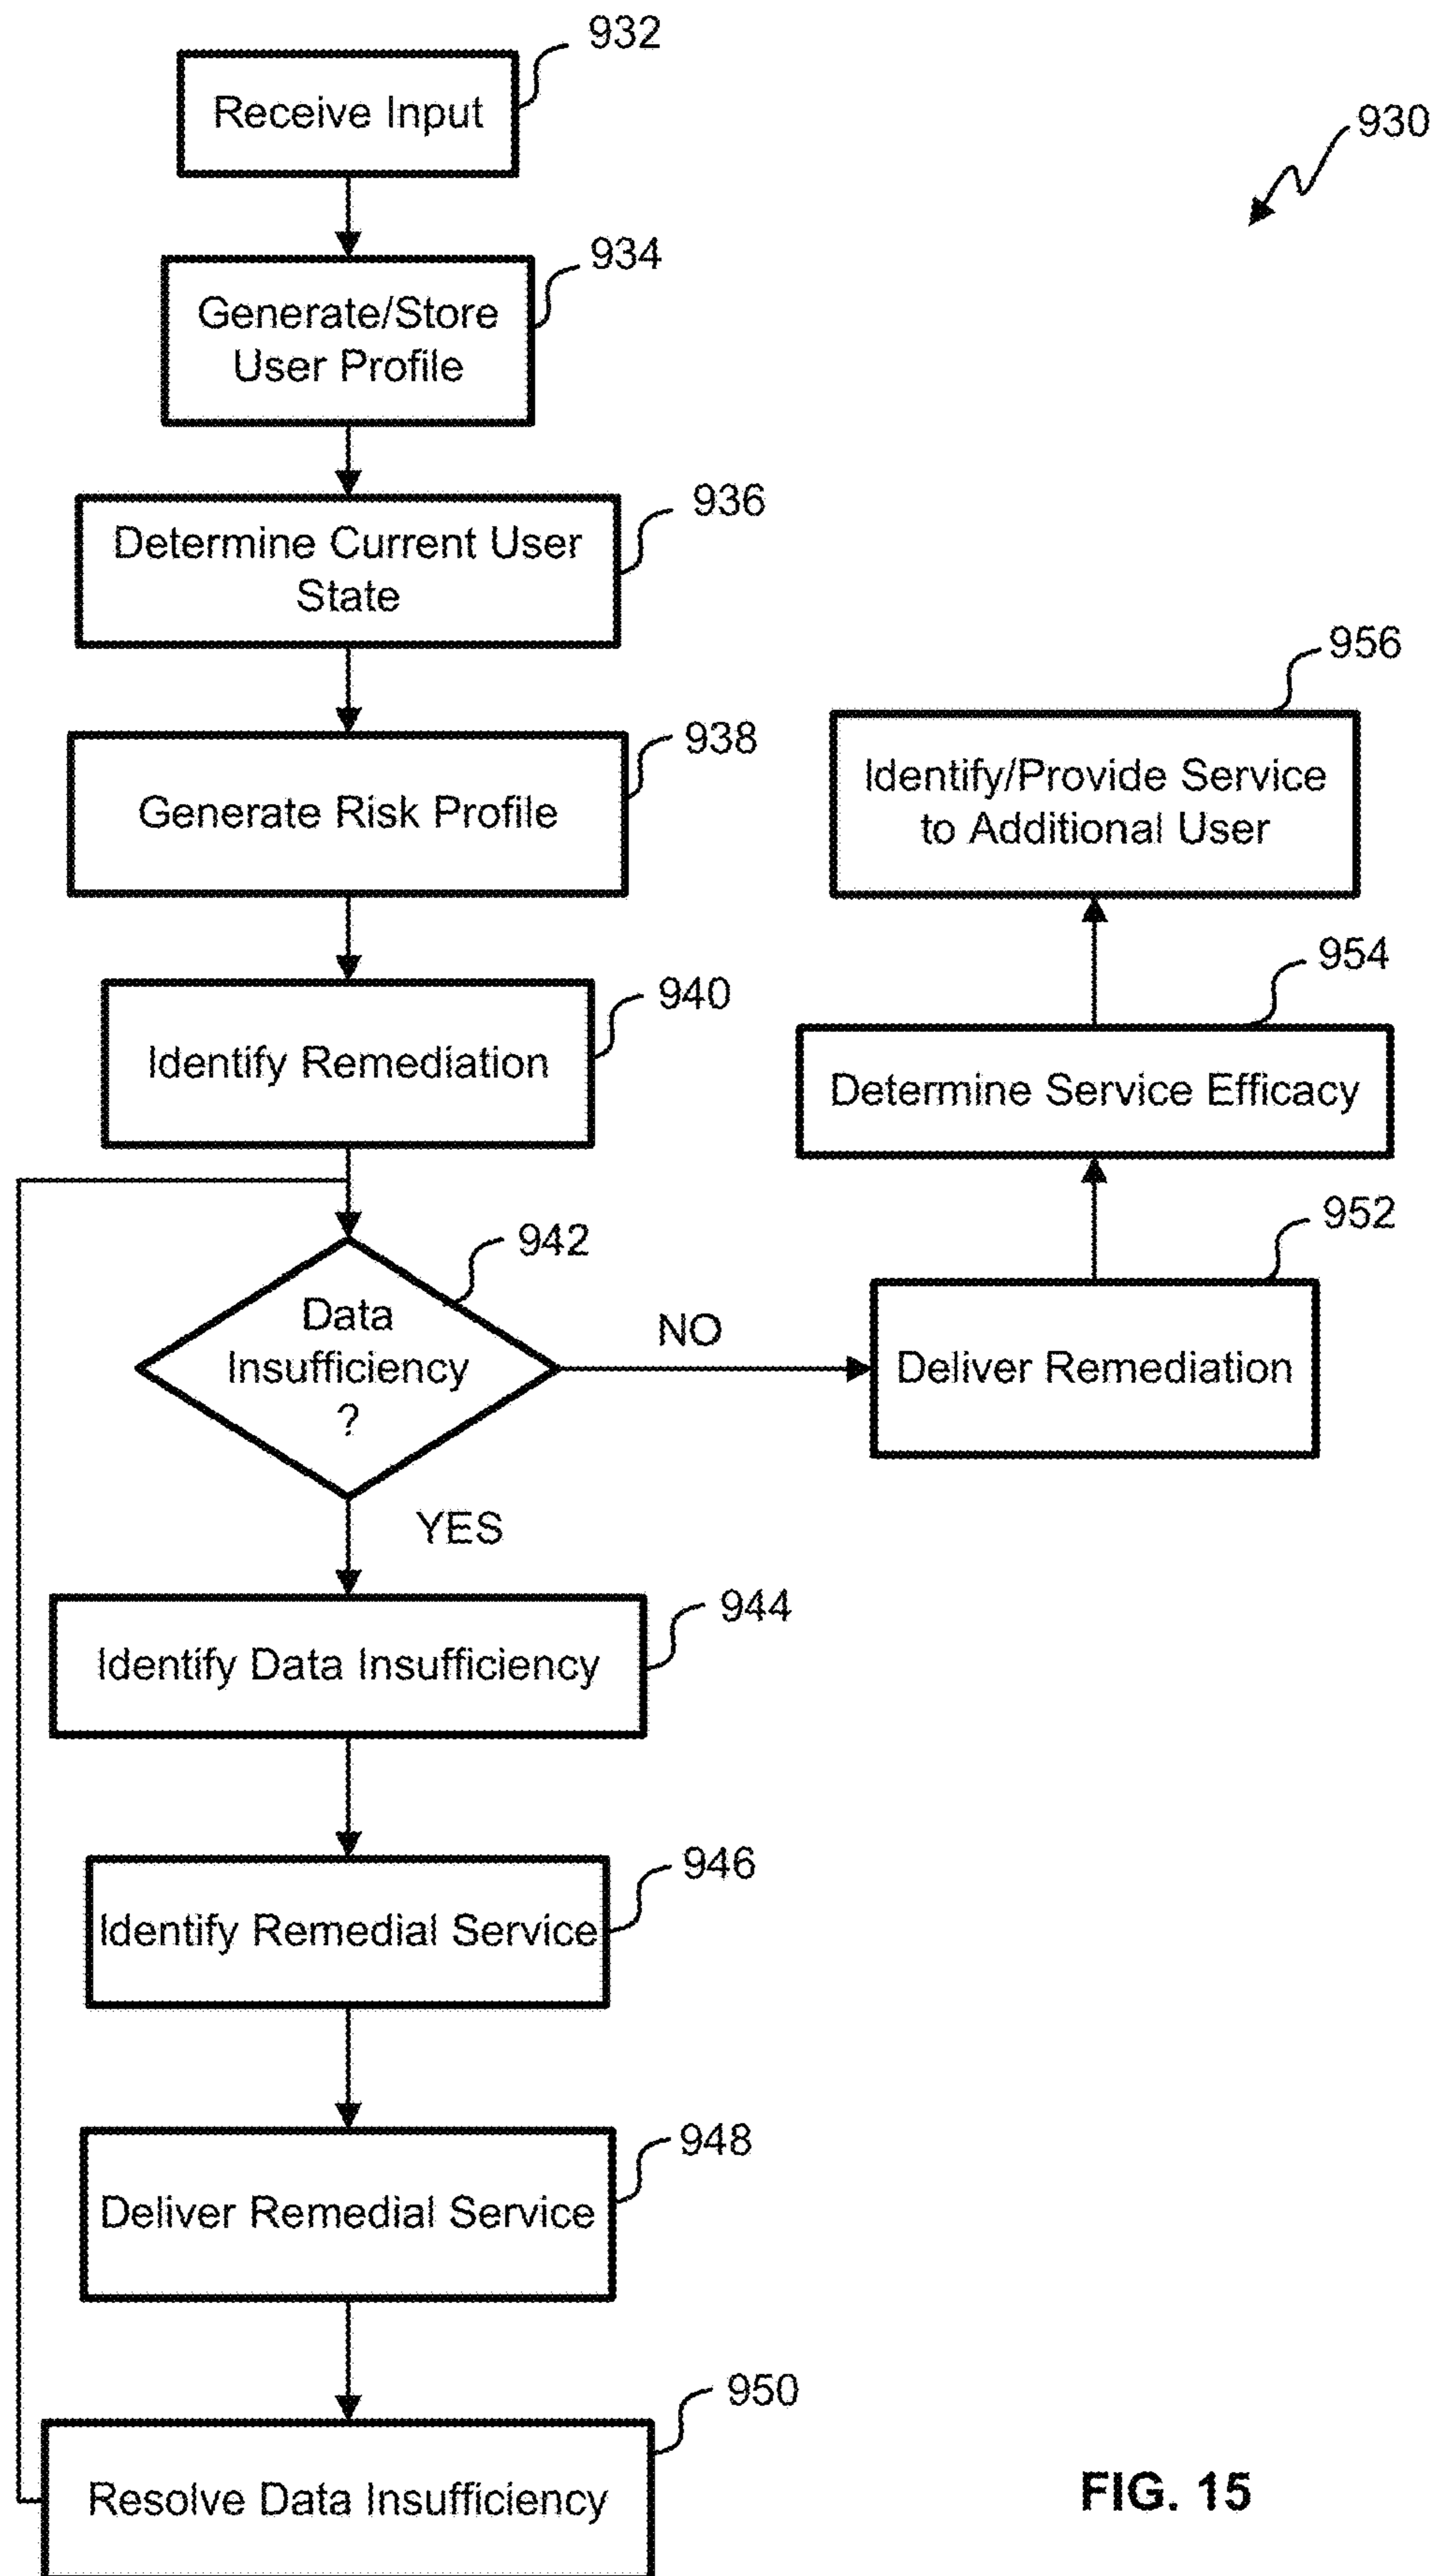 932
Receive Input
930
934
Generate/Store
User Profile
936
Determine Current User
State
938
Generate Risk Profile
940
Identify Remediation
942
Data
Insufficiency
?
NO
YES
944
Identify Data Insufficiency
946
Identify Remedial Service
948
Deliver Remedial Service
950
Resolve Data Insufficiency
956
Identify/Provide Service
to Additional User
954
Determine Service Efficacy
952
Deliver Remediation
FIG. 15